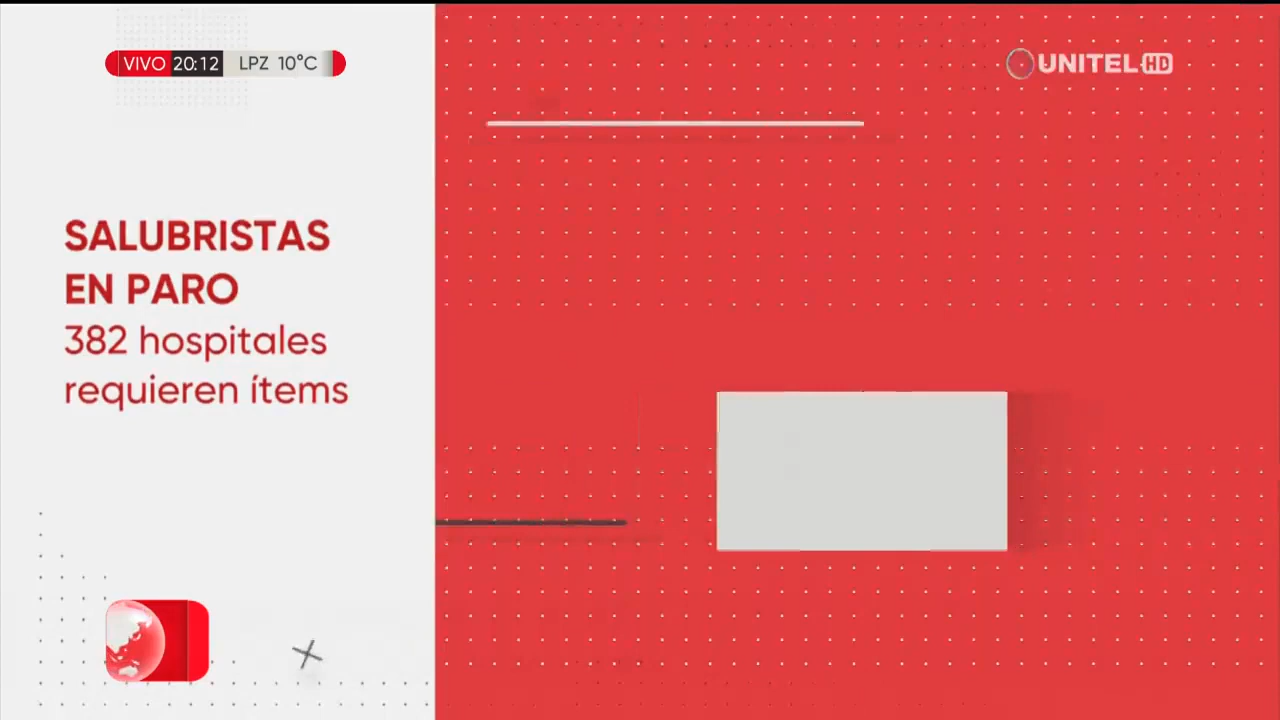 VIVO 20:12 LPZ 10°C
UNITEL HD
SALUBRISTAS
EN PARO
382 hospitales
requieren ítems